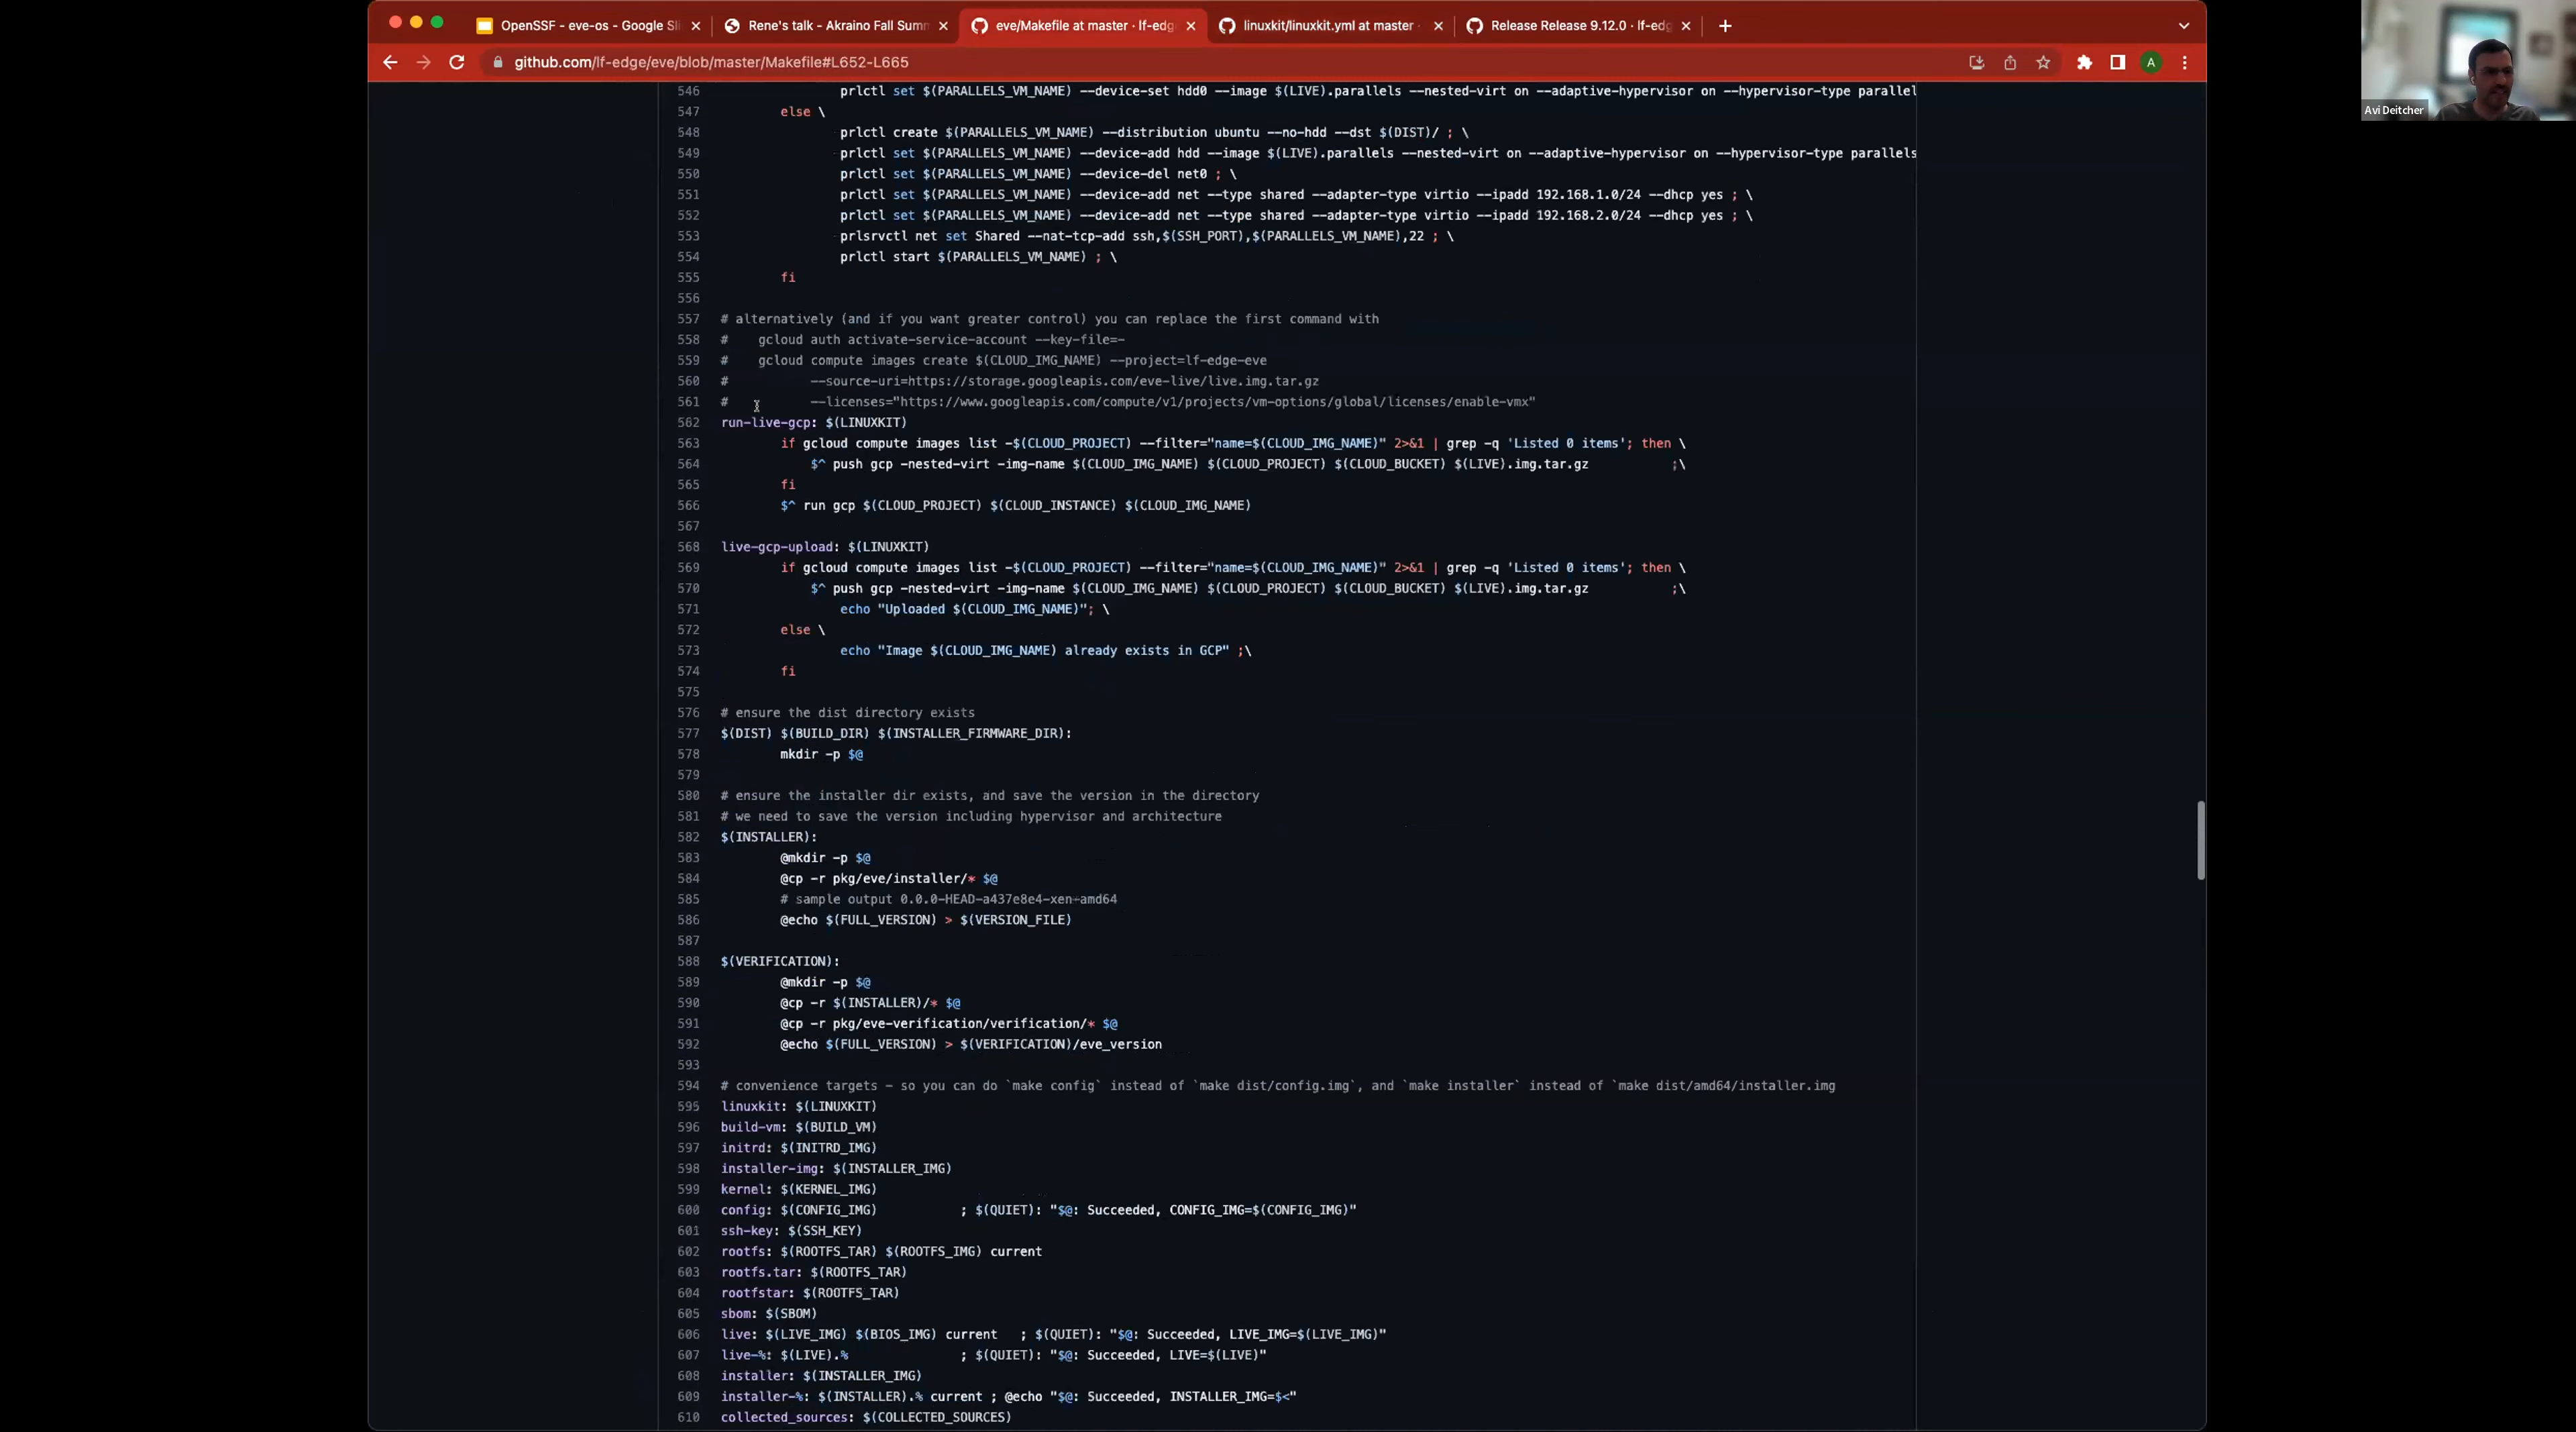 OpenSSF - eve-os - Google Sli
Rene's talk - Akraino Fall Summ
eve/Makefile at master · lf-edg
linuxkit/linuxkit.yml at master ·
Release Release 9.12.0 · lf-edg
github.com/lf-edge/eve/blob/master/Makefile#L652-L665
A
Avi Deitcher
546 prlctl set $(PARALLELS_VM_NAME) --device-set hdd0 --image $(LIVE).parallels --nested-virt on --adaptive-hypervisor on --hypervisor-type parallel
547 else \
548 prlctl create $(PARALLELS_VM_NAME) --distribution ubuntu --no-hdd --dst $(DIST)/ ; \
549 prlctl set $(PARALLELS_VM_NAME) --device-add hdd --image $(LIVE).parallels --nested-virt on --adaptive-hypervisor on --hypervisor-type parallels
550 prlctl set $(PARALLELS_VM_NAME) --device-del net0 ; \
551 prlctl set $(PARALLELS_VM_NAME) --device-add net --type shared --adapter-type virtio --ipadd 192.168.1.0/24 --dhcp yes ; \
552 prlctl set $(PARALLELS_VM_NAME) --device-add net --type shared --adapter-type virtio --ipadd 192.168.2.0/24 --dhcp yes ; \
553 prlsrvctl net set Shared --nat-tcp-add ssh,$(SSH_PORT),$(PARALLELS_VM_NAME),22 ; \
554 prlctl start $(PARALLELS_VM_NAME) ; \
555 fi
556
557 # alternatively (and if you want greater control) you can replace the first command with
558 # gcloud auth activate-service-account --key-file=-
559 # gcloud compute images create $(CLOUD_IMG_NAME) --project=lf-edge-eve
560 # --source-uri=https://storage.googleapis.com/eve-live/live.img.tar.gz
561 # --licenses="https://www.googleapis.com/compute/v1/projects/vm-options/global/licenses/enable-vmx"
562 run-live-gcp: $(LINUXKIT)
563 if gcloud compute images list -$(CLOUD_PROJECT) --filter="name=$(CLOUD_IMG_NAME)" 2>&1 | grep -q 'Listed 0 items'; then \
564 $^ push gcp -nested-virt -img-name $(CLOUD_IMG_NAME) $(CLOUD_PROJECT) $(CLOUD_BUCKET) $(LIVE).img.tar.gz ;\
565 fi
566 $^ run gcp $(CLOUD_PROJECT) $(CLOUD_INSTANCE) $(CLOUD_IMG_NAME)
567
568 live-gcp-upload: $(LINUXKIT)
569 if gcloud compute images list -$(CLOUD_PROJECT) --filter="name=$(CLOUD_IMG_NAME)" 2>&1 | grep -q 'Listed 0 items'; then \
570 $^ push gcp -nested-virt -img-name $(CLOUD_IMG_NAME) $(CLOUD_PROJECT) $(CLOUD_BUCKET) $(LIVE).img.tar.gz ;\
571 echo "Uploaded $(CLOUD_IMG_NAME)"; \
572 else \
573 echo "Image $(CLOUD_IMG_NAME) already exists in GCP" ;\
574 fi
575
576 # ensure the dist directory exists
577 $(DIST) $(BUILD_DIR) $(INSTALLER_FIRMWARE_DIR):
578 mkdir -p $@
579
580 # ensure the installer dir exists, and save the version in the directory
581 # we need to save the version including hypervisor and architecture
582 $(INSTALLER):
583 @mkdir -p $@
584 @cp -r pkg/eve/installer/* $@
585 # sample output 0.0.0-HEAD-a437e8e4-xen-amd64
586 @echo $(FULL_VERSION) > $(VERSION_FILE)
587
588 $(VERIFICATION):
589 @mkdir -p $@
590 @cp -r $(INSTALLER)/* $@
591 @cp -r pkg/eve-verification/verification/* $@
592 @echo $(FULL_VERSION) > $(VERIFICATION)/eve_version
593
594 # convenience targets - so you can do `make config` instead of `make dist/config.img`, and `make installer` instead of `make dist/amd64/installer.img
595 linuxkit: $(LINUXKIT)
596 build-vm: $(BUILD_VM)
597 initrd: $(INITRD_IMG)
598 installer-img: $(INSTALLER_IMG)
599 kernel: $(KERNEL_IMG)
600 config: $(CONFIG_IMG) ; $(QUIET): "$@: Succeeded, CONFIG_IMG=$(CONFIG_IMG)"
601 ssh-key: $(SSH_KEY)
602 rootfs: $(ROOTFS_TAR) $(ROOTFS_IMG) current
603 rootfs.tar: $(ROOTFS_TAR)
604 rootfstar: $(ROOTFS_TAR)
605 sbom: $(SBOM)
606 live: $(LIVE_IMG) $(BIOS_IMG) current ; $(QUIET): "$@: Succeeded, LIVE_IMG=$(LIVE_IMG)"
607 live-%: $(LIVE).% ; $(QUIET): "$@: Succeeded, LIVE=$(LIVE)"
608 installer: $(INSTALLER_IMG)
609 installer-%: $(INSTALLER).% current ; @echo "$@: Succeeded, INSTALLER_IMG=$<"
610 collected_sources: $(COLLECTED_SOURCES)